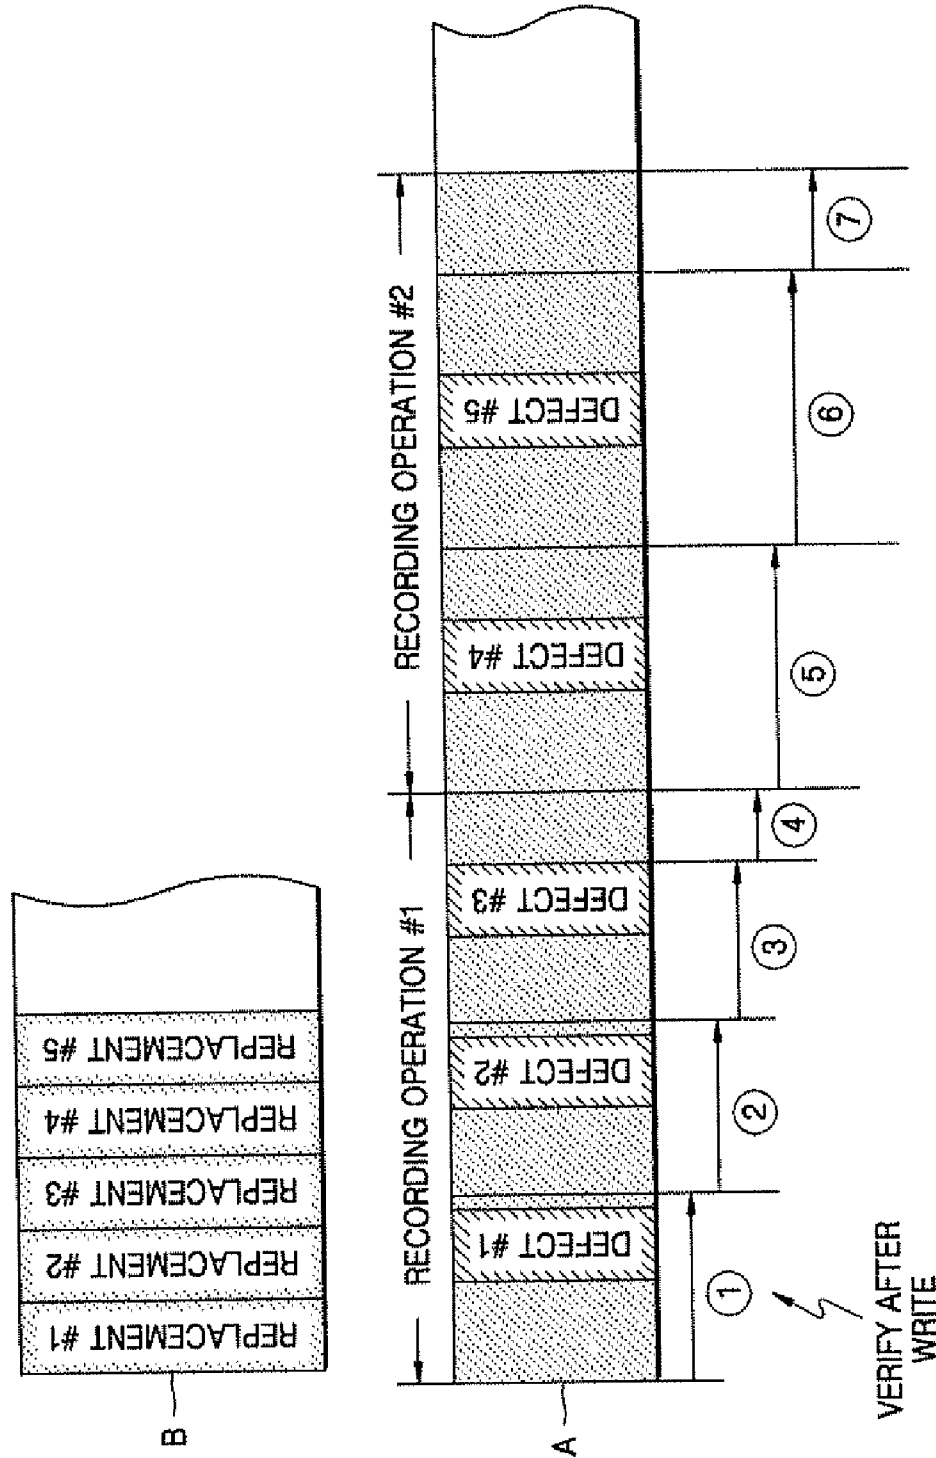 REPLACEMENT #1
REPLACEMENT #2
REPLACEMENT #3
REPLACEMENT #4
REPLACEMENT #5
B
RECORDING OPERATION #1
RECORDING OPERATION #2
DEFECT #1
DEFECT #2
DEFECT #3
DEFECT #4
DEFECT #5
A
①
②
③
④
⑤
⑥
⑦
VERIFY AFTER
WRITE